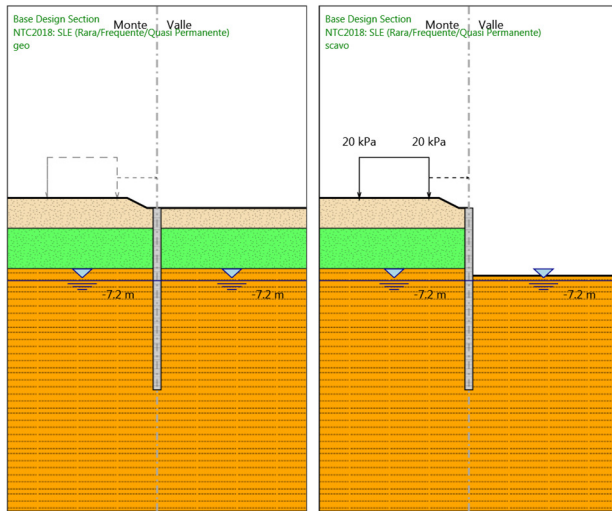 Base Design Section
Monte Valle
NTC2018: SLE (Rara/Frequente/Quasi Permanente)
geo
-7.2 m
-7.2 m
Base Design Section
Monte Valle
NTC2018: SLE (Rara/Frequente/Quasi Permanente)
scavo
20 kPa
20 kPa
-7.2 m
-7.2 m